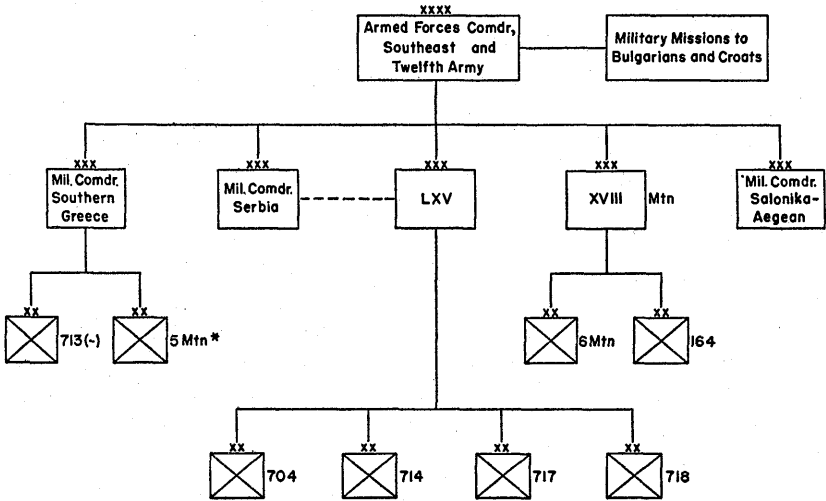 XXXX
Armed Forces Comdr,
Southeast and
Twelfth Army
Military Missions to
Bulgarians and Croats
XXX
Mil. Comdr.
Southern
Greece
XXX
Mil. Comdr.
Serbia
XXX
LXV
XXX
XVIII
Mtn
XXX
Mil. Comdr.
Salonika-
Aegean
XX
713(-)
XX
5 Mtn*
XX
6 Mtn
XX
164
XX
704
XX
714
XX
717
XX
718